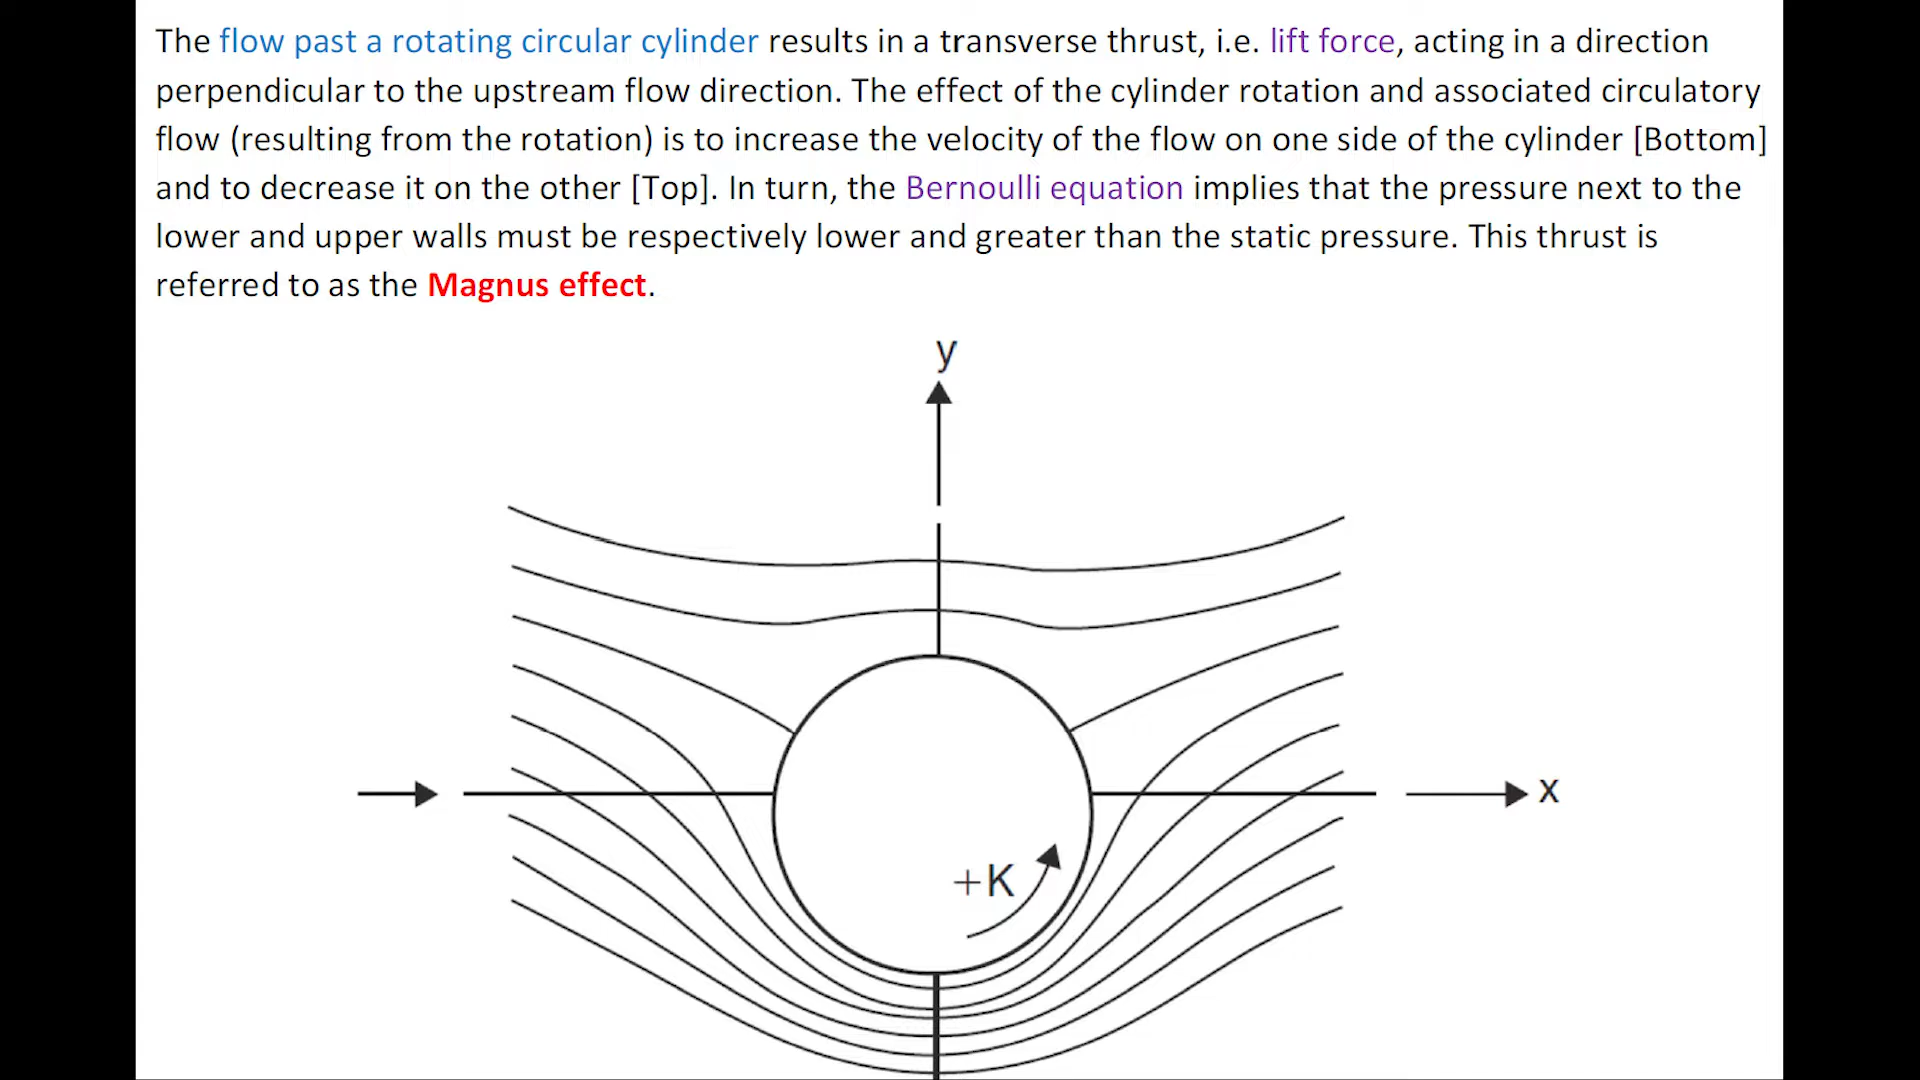 The flow past a rotating circular cylinder results in a transverse thrust, i.e. lift force, acting in a direction
perpendicular to the upstream flow direction. The effect of the cylinder rotation and associated circulatory
flow (resulting from the rotation) is to increase the velocity of the flow on one side of the cylinder [Bottom]
and to decrease it on the other [Top]. In turn, the Bernoulli equation implies that the pressure next to the
lower and upper walls must be respectively lower and greater than the static pressure. This thrust is
referred to as the Magnus effect.
y
x
+K